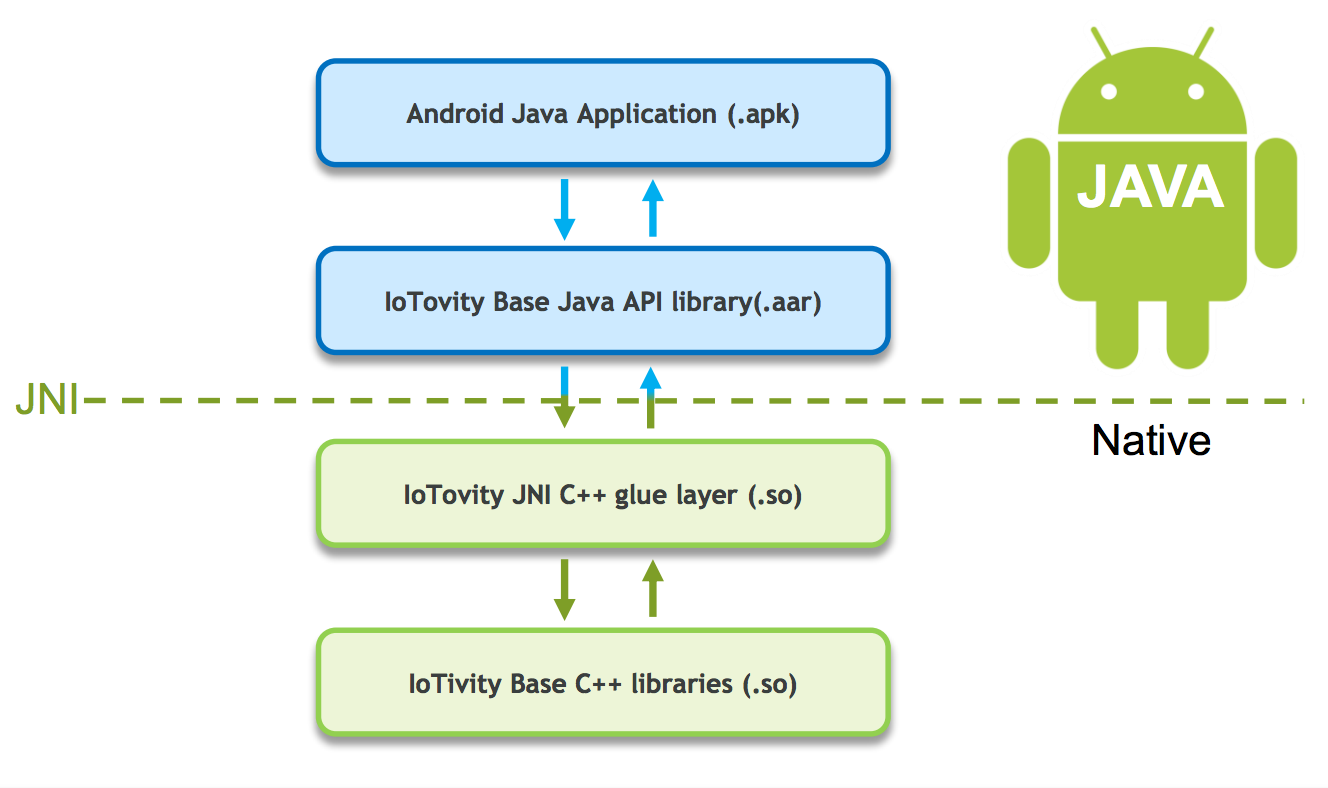 Android Java Application (.apk)
JAVA
IoTovity Base Java API library(.aar)
JNI
Native
IoTovity JNI C++ glue layer (.so)
IoTivity Base C++ libraries (.so)